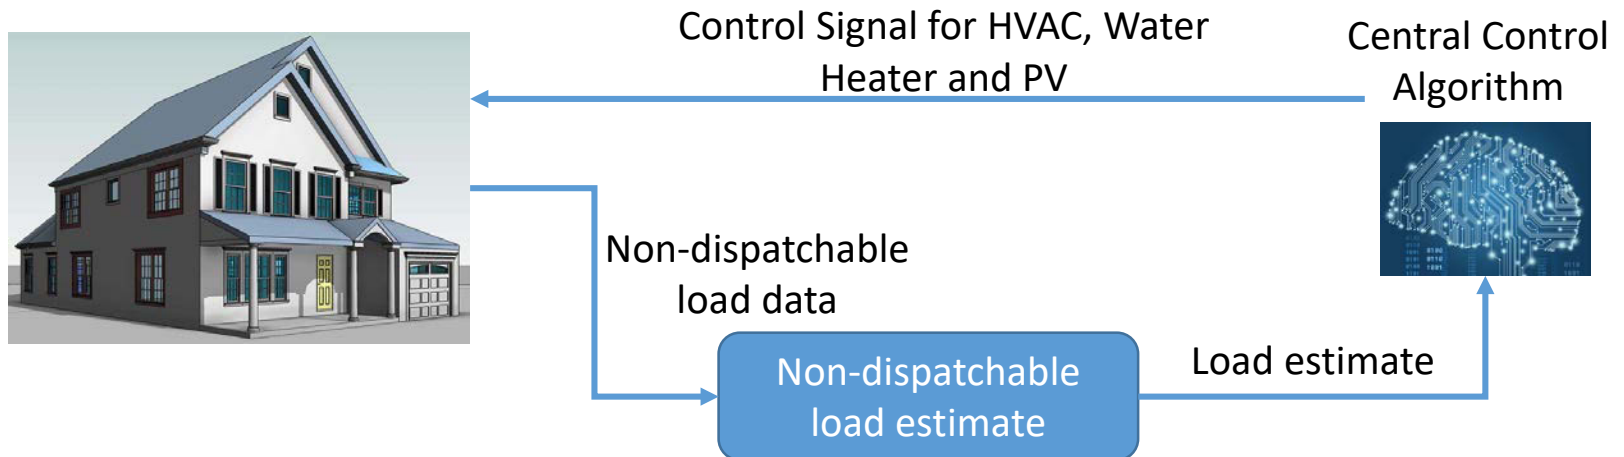 Control Signal for HVAC, Water
Heater and PV
Central Control
Algorithm
Non-dispatchable
load data
Non-dispatchable
load estimate
Load estimate